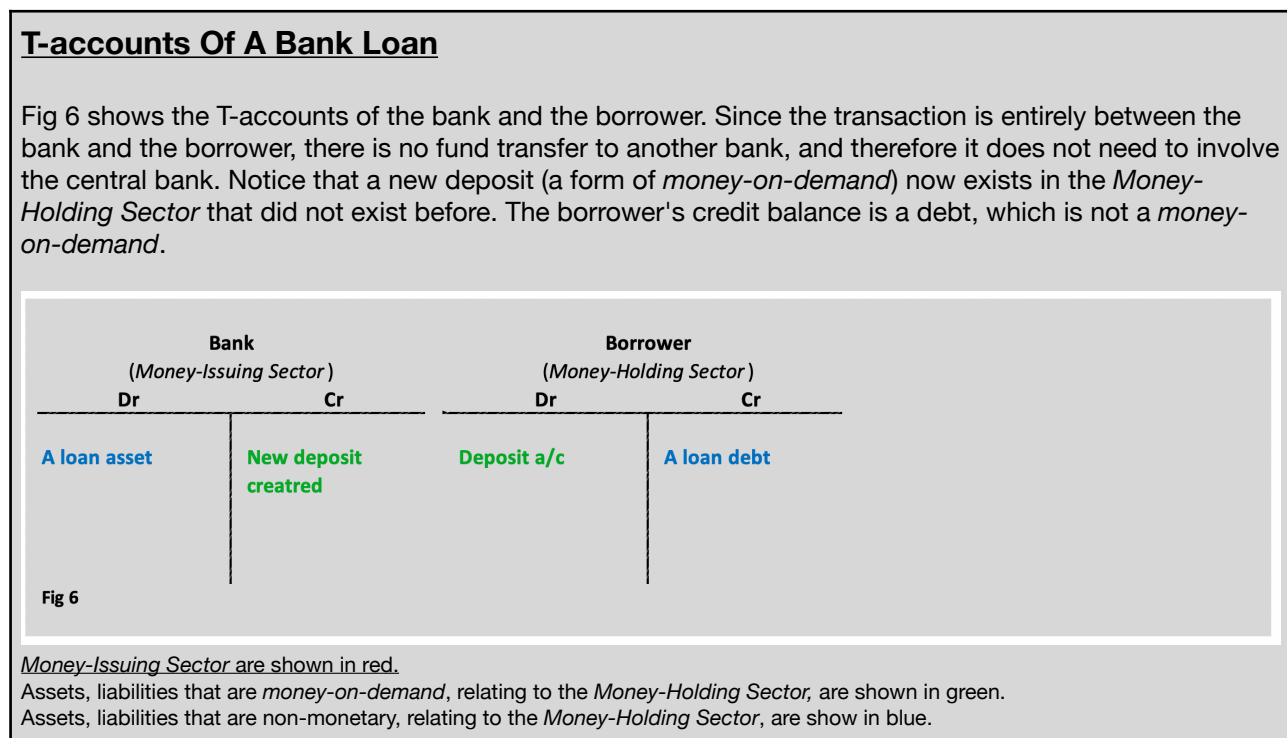 T-accounts Of A Bank Loan
Fig 6 shows the T-accounts of the bank and the borrower. Since the transaction is entirely between the
bank and the borrower, there is no fund transfer to another bank, and therefore it does not need to involve
the central bank. Notice that a new deposit (a form of money-on-demand) now exists in the Money-
Holding Sector that did not exist before. The borrower's credit balance is a debt, which is not a money-
on-demand.
Bank Borrower
(Money-Issuing Sector) (Money-Holding Sector)
Dr Cr Dr Cr
A loan asset New deposit Deposit a/c A loan debt
creatred
Fig 6
Money-Issuing Sector are shown in red.
Assets, liabilities that are money-on-demand, relating to the Money-Holding Sector, are shown in green.
Assets, liabilities that are non-monetary, relating to the Money-Holding Sector, are show in blue.